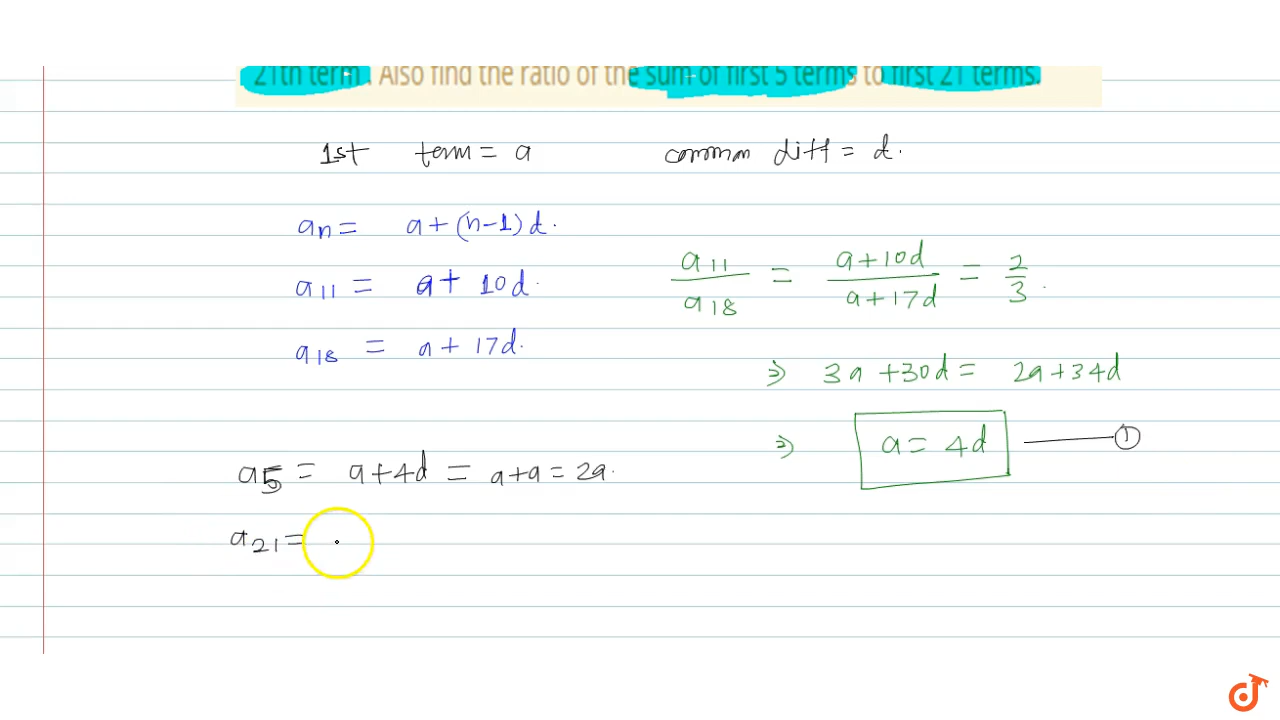 21th term . Also find the ratio of the sum of first 5 terms to first 21 terms.
1st term = a common diff = d.
an = a + (n-1) d.
a11 = a + 10d.
a18 = a + 17d.
a11/a18 = (a+10d)/(a+17d) = 2/3.
⇒ 3a + 30d = 2a + 34d
⇒ a = 4d ①
a5 = a + 4d = a + a = 2a.
a21 = .